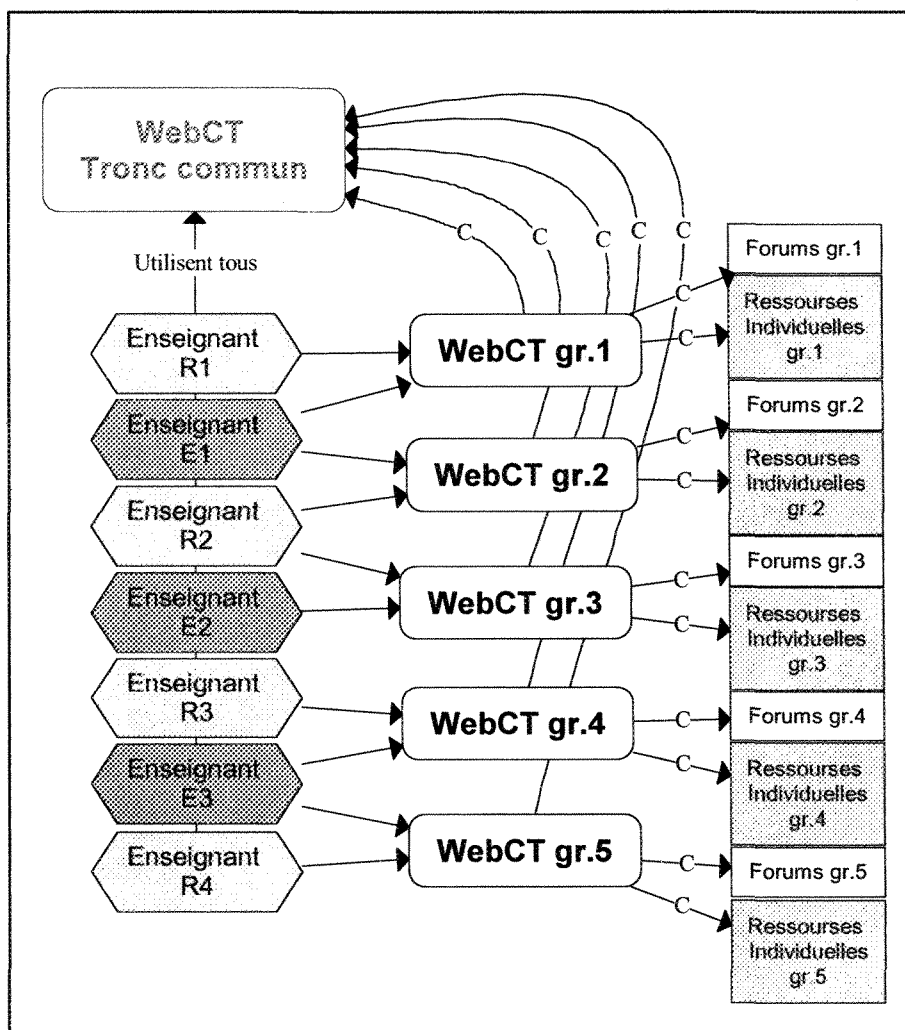 WebCT
Tronc commun
Utilisent tous
C
C
C
C
C
Enseignant
R1
Enseignant
E1
Enseignant
R2
Enseignant
E2
Enseignant
R3
Enseignant
E3
Enseignant
R4
WebCT gr.1
WebCT gr.2
WebCT gr.3
WebCT gr.4
WebCT gr.5
C
C
C
C
C
C
C
C
C
C
Forums gr.1
Ressourses
Individuelles
gr.1
Forums gr.2
Ressourses
Individuelles
gr.2
Forums gr.3
Ressourses
Individuelles
gr.3
Forums gr.4
Ressourses
Individuelles
gr.4
Forums gr.5
Ressourses
Individuelles
gr.5